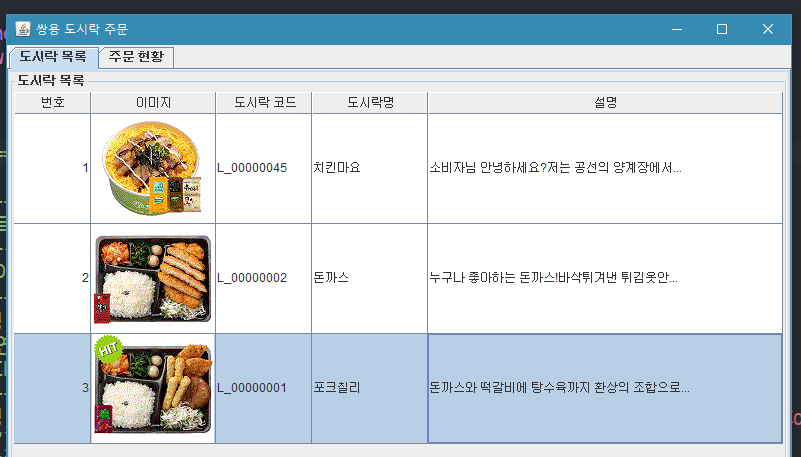 쌍용 도시락 주문
도시락 목록 주문 현황
도시락 목록
번호 이미지 도시락 코드 도시락명 설명
1 L_00000045 치킨마요 소비자님 안녕하세요?저는 공선의 양계장에서...
2 L_00000002 돈까스 누구나 좋아하는 돈까스!바삭튀겨낸 튀김옷안...
HIT
3 L_00000001 포크칠리 돈까스와 떡갈비에 탕수육까지 환상의 조합으로...